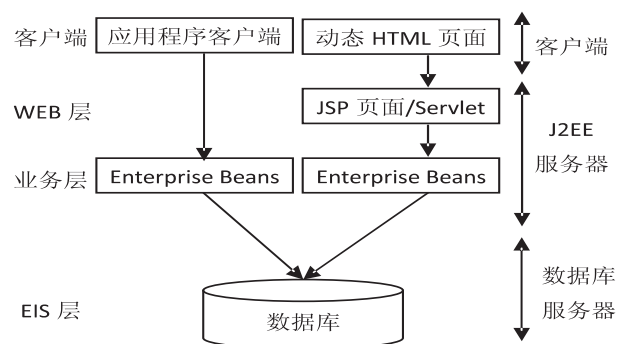 客户端 应用程序客户端 动态 HTML 页面 客户端
WEB 层 JSP 页面/Servlet J2EE
服务器
业务层 Enterprise Beans Enterprise Beans
数据库
服务器
EIS 层 数据库